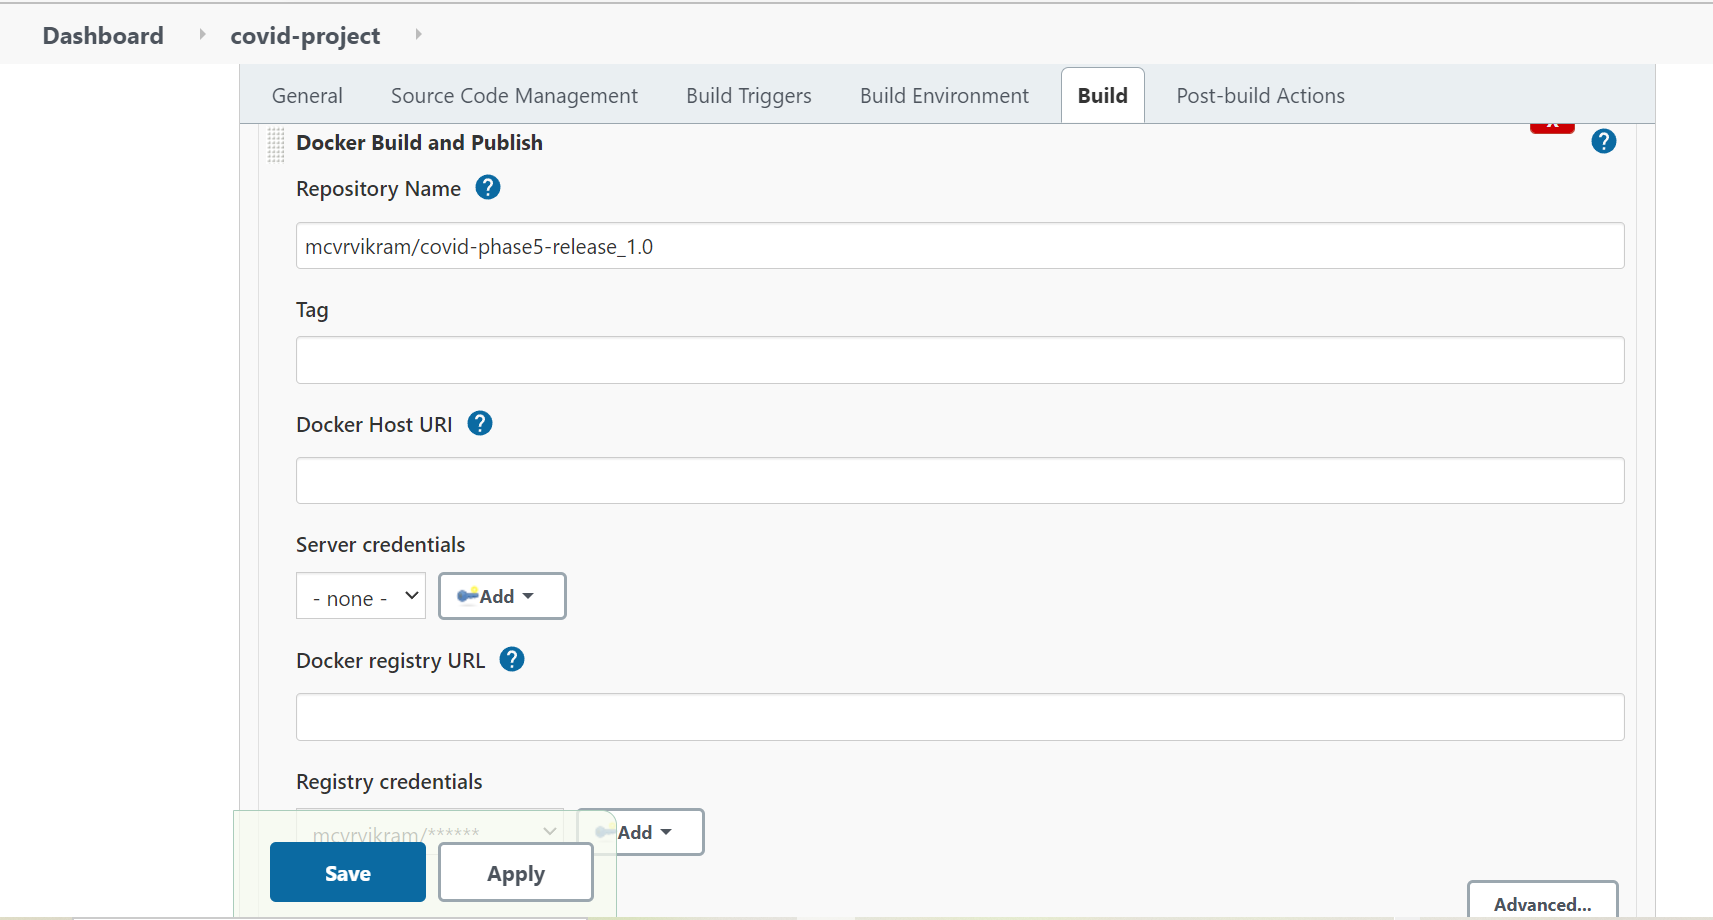 Dashboard covid-project
General Source Code Management Build Triggers Build Environment Build Post-build Actions
Docker Build and Publish
X ?
Repository Name ?
mcvrvikram/covid-phase5-release_1.0
Tag
Docker Host URI ?
Server credentials
- none - Add
Docker registry URL ?
Registry credentials
mcvrvikram/****** Add
Save Apply
Advanced...